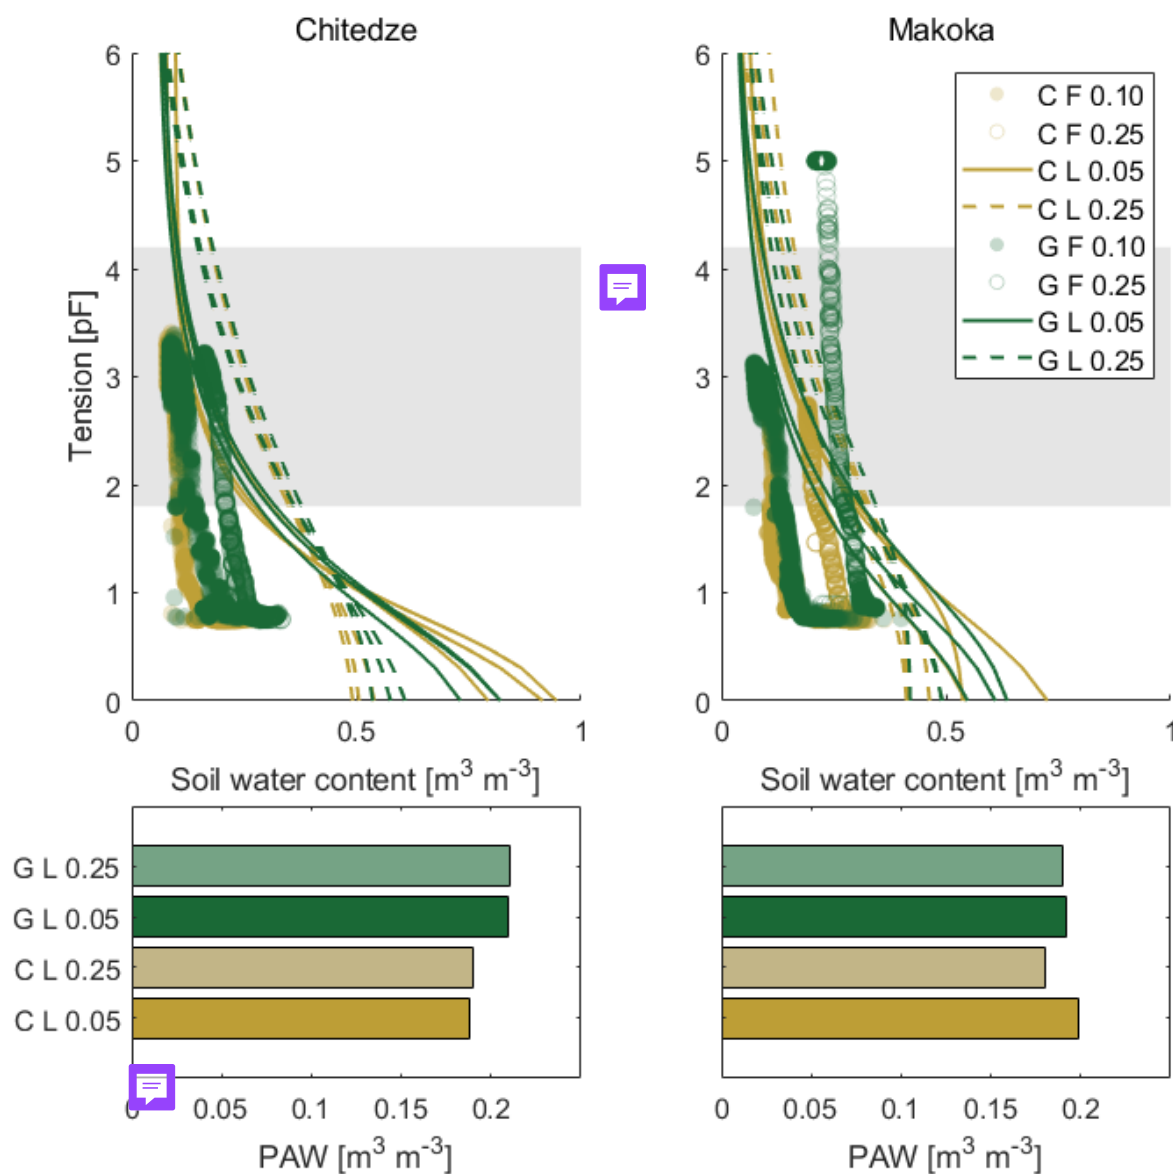 Chitedze
Makoka
6
5
4
3
2
1
0
Tension [pF]
0
0.5
1
Soil water content [m³ m⁻³]
6
5
4
3
2
1
0
0
0.5
1
Soil water content [m³ m⁻³]
C F 0.10
C F 0.25
C L 0.05
C L 0.25
G F 0.10
G F 0.25
G L 0.05
G L 0.25
G L 0.25
G L 0.05
C L 0.25
C L 0.05
0
0.05
0.1
0.15
0.2
PAW [m³ m⁻³]
0
0.05
0.1
0.15
0.2
PAW [m³ m⁻³]